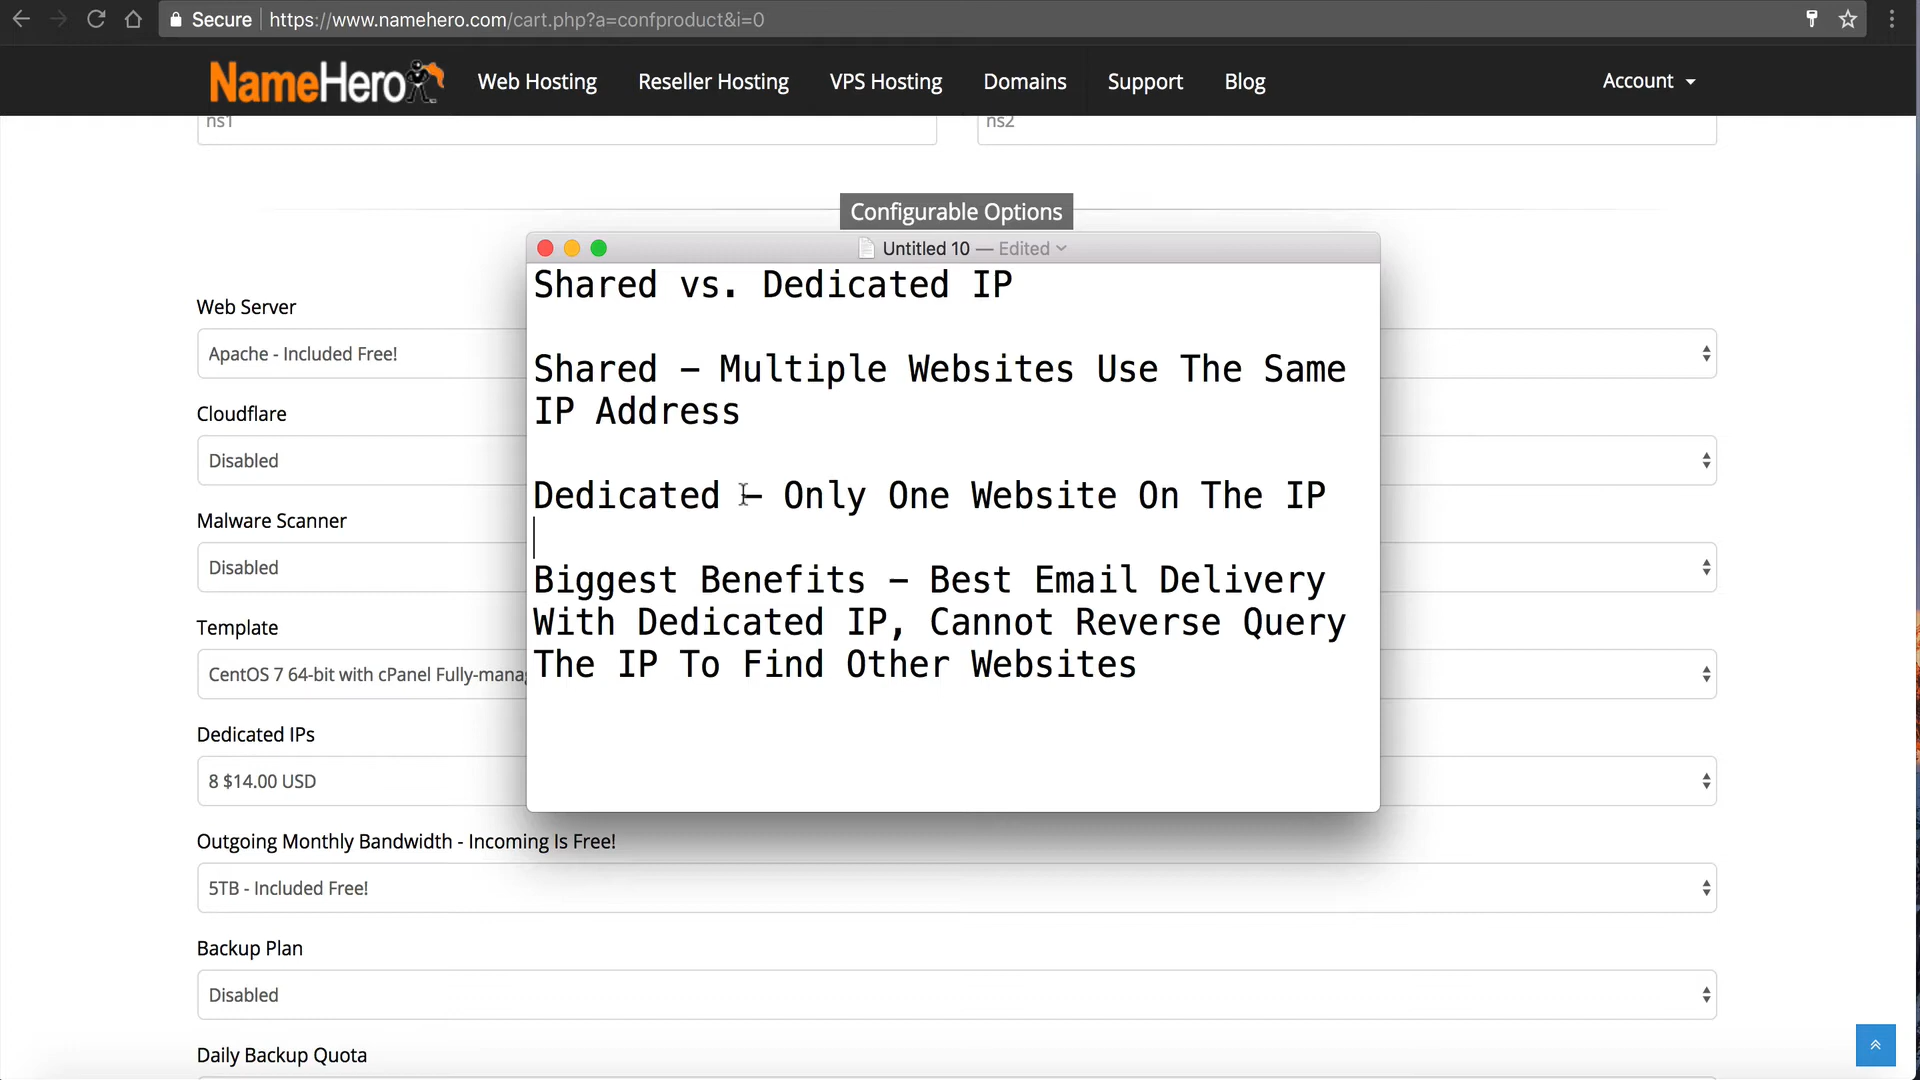 Secure https://www.namehero.com/cart.php?a=confproduct&i=0
NameHero Web Hosting Reseller Hosting VPS Hosting Domains Support Blog Account
ns1 ns2
Configurable Options
Untitled 10 — Edited
Shared vs. Dedicated IP
Shared – Multiple Websites Use The Same
IP Address
Dedicated – Only One Website On The IP
Biggest Benefits – Best Email Delivery
With Dedicated IP, Cannot Reverse Query
The IP To Find Other Websites
Web Server
Apache - Included Free!
Cloudflare
Disabled
Malware Scanner
Disabled
Template
CentOS 7 64-bit with cPanel Fully-mana
Dedicated IPs
8 $14.00 USD
Outgoing Monthly Bandwidth - Incoming Is Free!
5TB - Included Free!
Backup Plan
Disabled
Daily Backup Quota